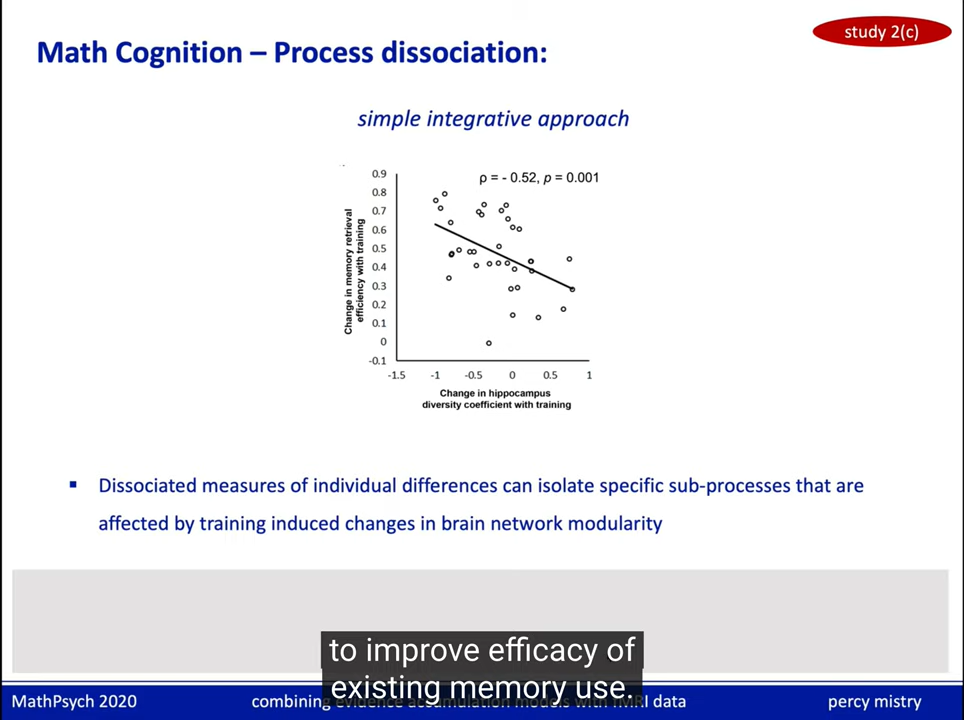 study 2(c)
Math Cognition – Process dissociation:
simple integrative approach
ρ = - 0.52, p = 0.001
Change in memory retrieval
efficiency with training
0.9
0.8
0.7
0.6
0.5
0.4
0.3
0.2
0.1
0
-0.1
-1.5 -1 -0.5 0 0.5 1
Change in hippocampus
diversity coefficient with training
▪ Dissociated measures of individual differences can isolate specific sub-processes that are
affected by training induced changes in brain network modularity
to improve efficacy of
existing memory use.
MathPsych 2020 combining evidence accumulation models with fMRI data percy mistry